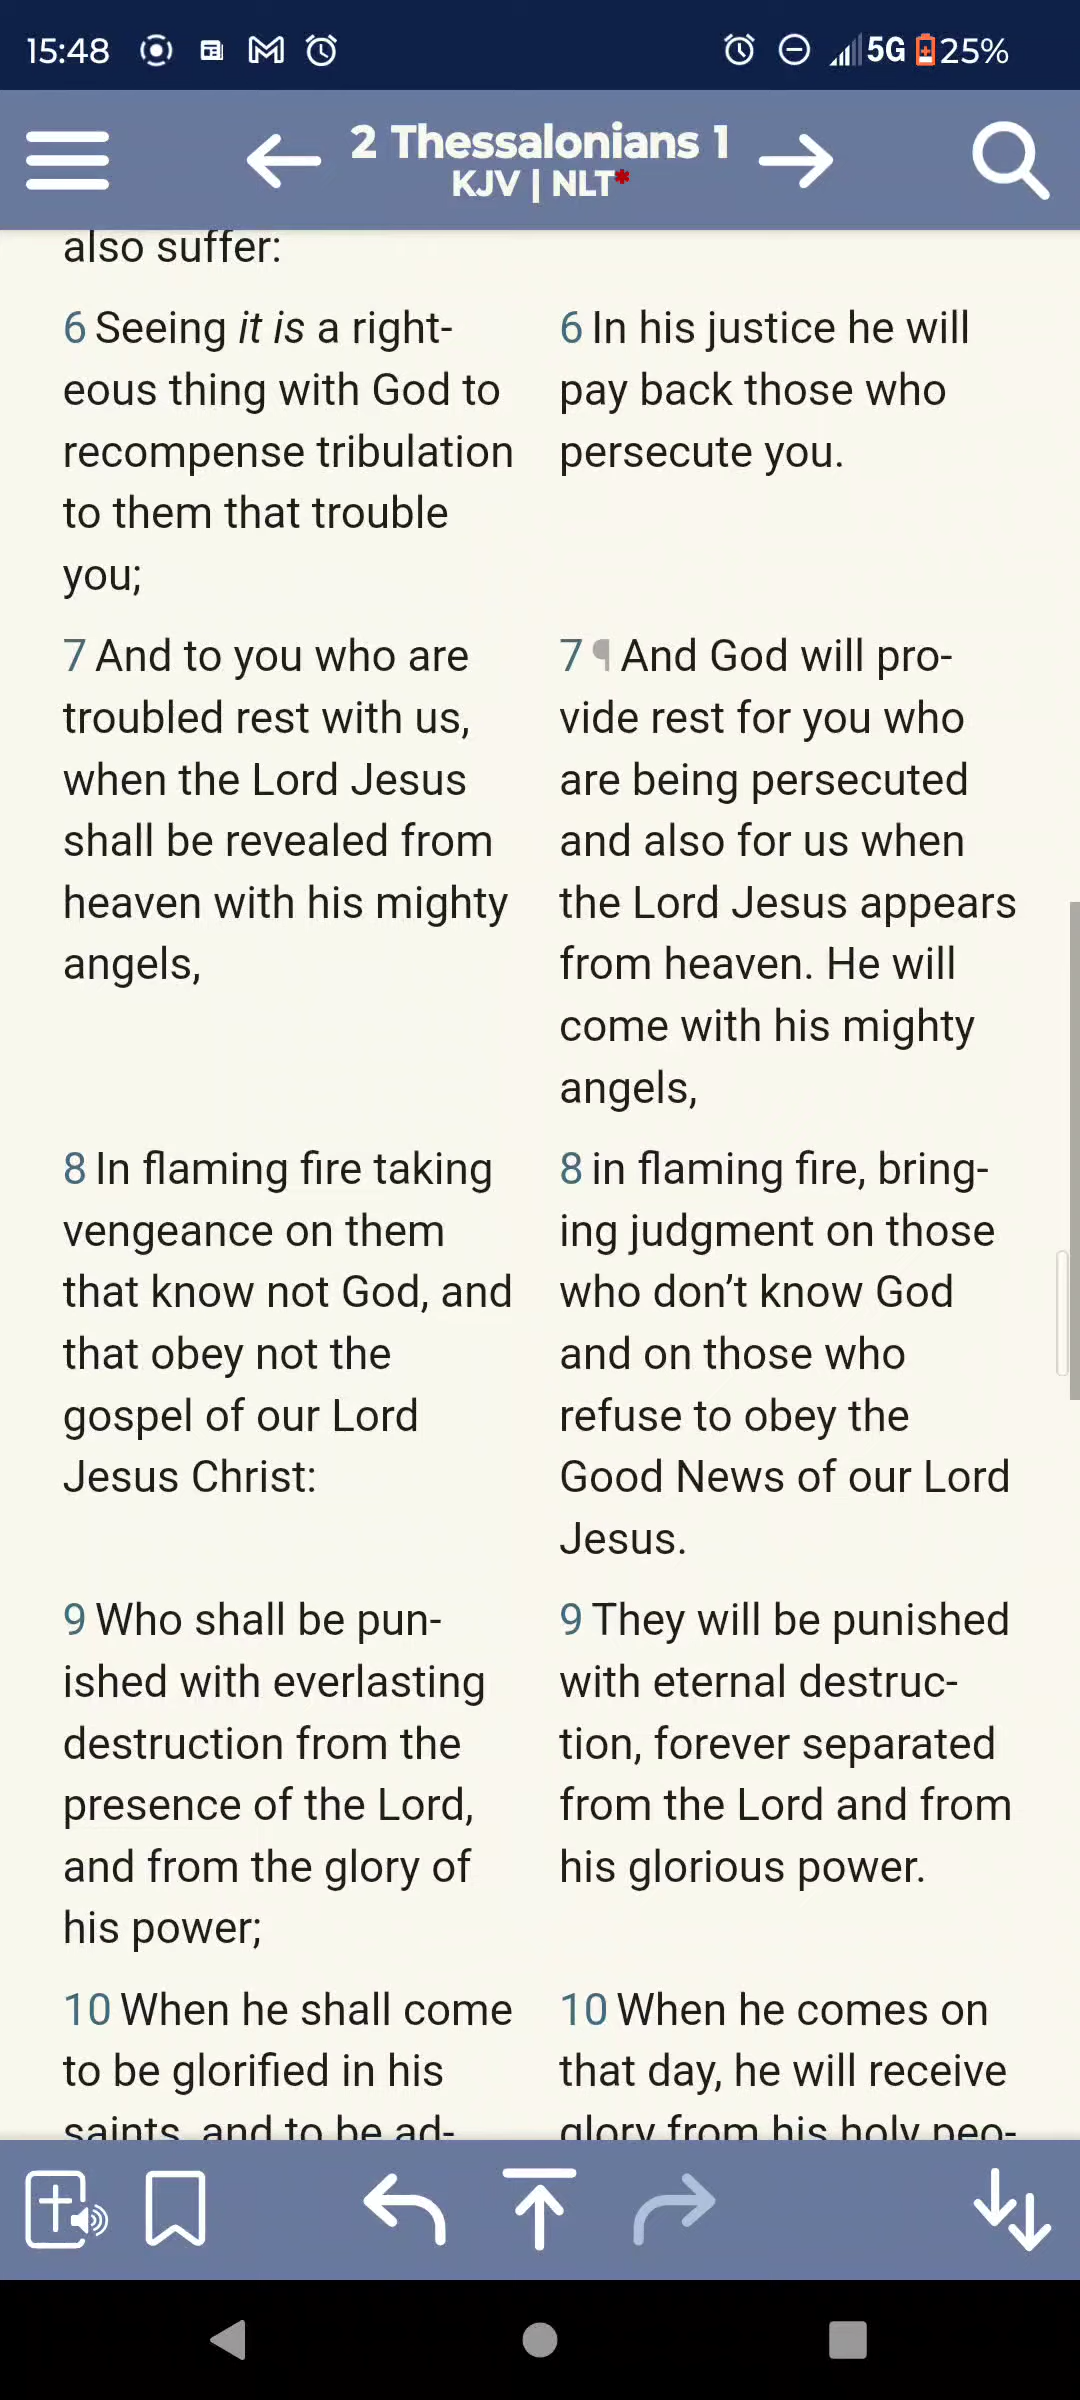 15:48
5G 25%
2 Thessalonians 1
KJV | NLT*
also suffer:
6 Seeing it is a right-
eous thing with God to
recompense tribulation
to them that trouble
you;
6 In his justice he will
pay back those who
persecute you.
7 And to you who are
troubled rest with us,
when the Lord Jesus
shall be revealed from
heaven with his mighty
angels,
7 ¶ And God will pro-
vide rest for you who
are being persecuted
and also for us when
the Lord Jesus appears
from heaven. He will
come with his mighty
angels,
8 In flaming fire taking
vengeance on them
that know not God, and
that obey not the
gospel of our Lord
Jesus Christ:
8 in flaming fire, bring-
ing judgment on those
who don’t know God
and on those who
refuse to obey the
Good News of our Lord
Jesus.
9 Who shall be pun-
ished with everlasting
destruction from the
presence of the Lord,
and from the glory of
his power;
9 They will be punished
with eternal destruc-
tion, forever separated
from the Lord and from
his glorious power.
10 When he shall come
to be glorified in his
saints, and to be ad-
10 When he comes on
that day, he will receive
glory from his holy peo-